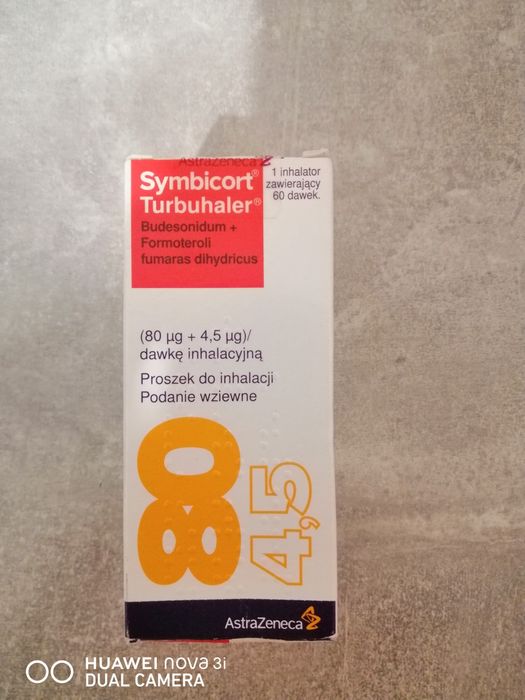 AstraZeneca
Symbicort®
Turbuhaler®
Budesonidum +
Formoteroli
fumaras dihydricus
1 inhalator
zawierający
60 dawek.
(80 µg + 4,5 µg)/
dawkę inhalacyjną
Proszek do inhalacji
Podanie wziewne
80
4,5
AstraZeneca
HUAWEI nova 3i
DUAL CAMERA